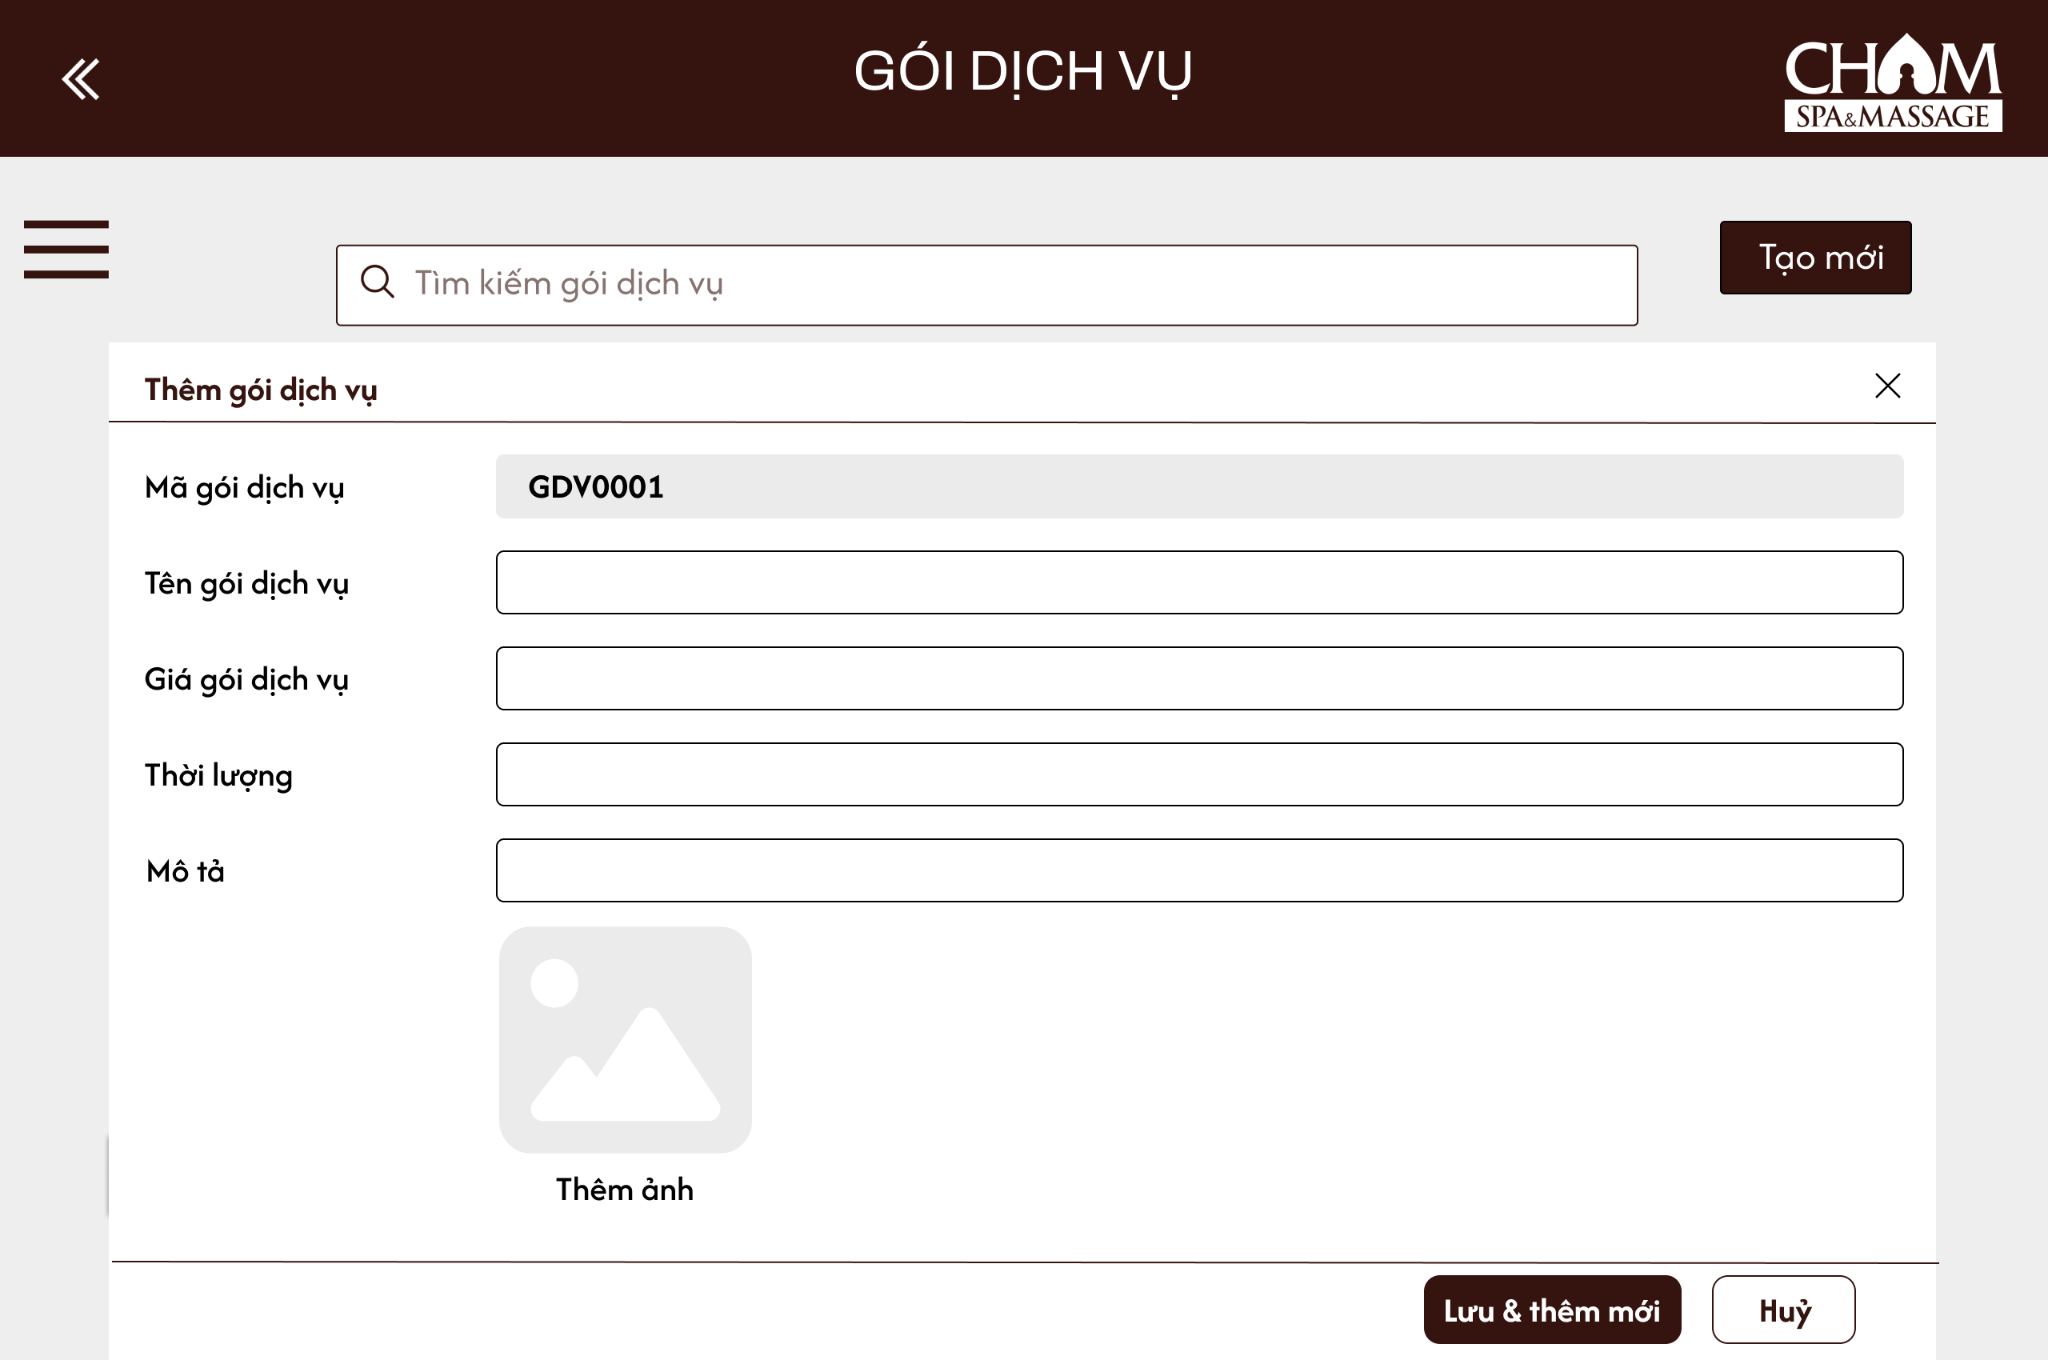 GÓI DỊCH VỤ
CHAM
SPA&MASSAGE
Tạo mới
Tìm kiếm gói dịch vụ
Thêm gói dịch vụ
Mã gói dịch vụ
GDV0001
Tên gói dịch vụ
Giá gói dịch vụ
Thời lượng
Mô tả
Thêm ảnh
Lưu & thêm mới
Huỷ